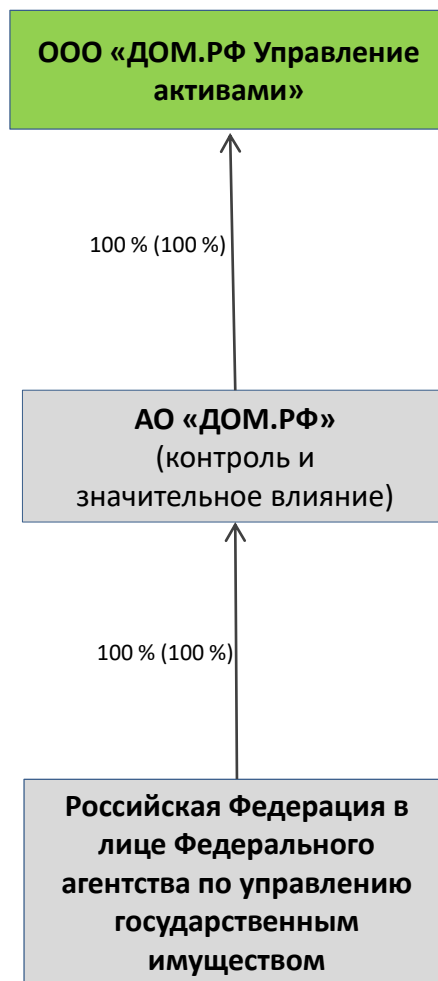 ООО «ДОМ.РФ Управление
активами»
100 % (100 %)
АО «ДОМ.РФ»
(контроль и
значительное влияние)
100 % (100 %)
Российская Федерация в
лице Федерального
агентства по управлению
государственным
имуществом